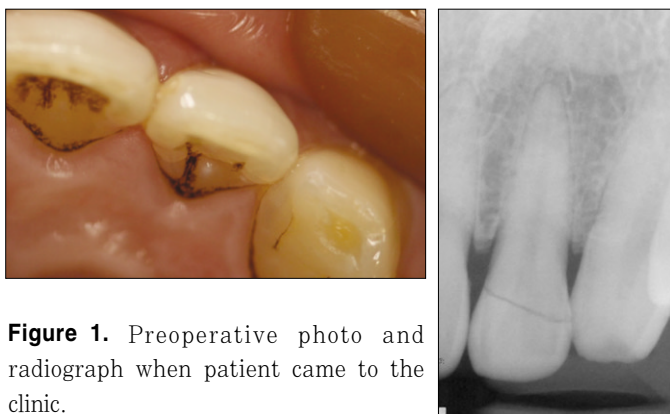 Figure 1. Preoperative photo and
radiograph when patient came to the
clinic.